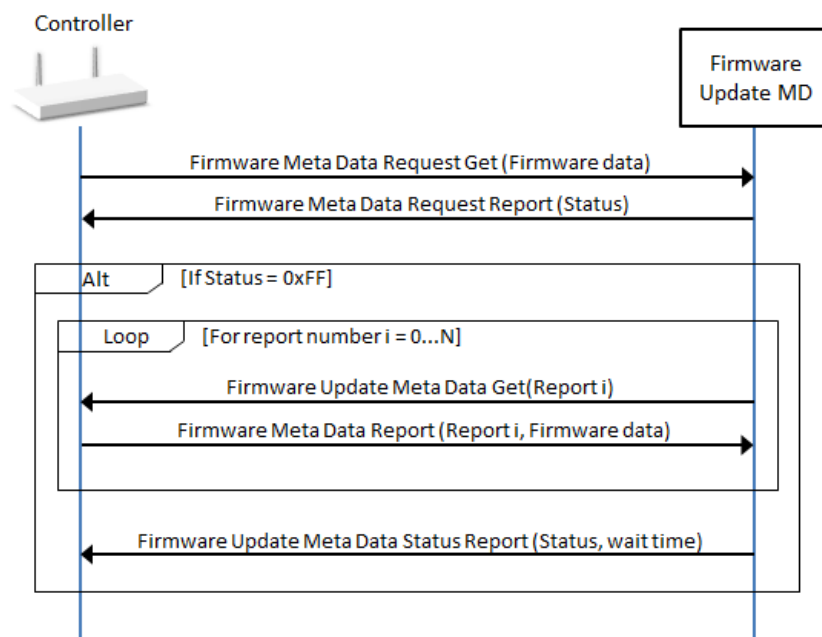 Controller
Firmware
Update MD
Firmware Meta Data Request Get (Firmware data)
Firmware Meta Data Request Report (Status)
Alt
[If Status = 0xFF]
Loop
[For report number i = 0...N]
Firmware Update Meta Data Get(Report i)
Firmware Meta Data Report (Report i, Firmware data)
Firmware Update Meta Data Status Report (Status, wait time)